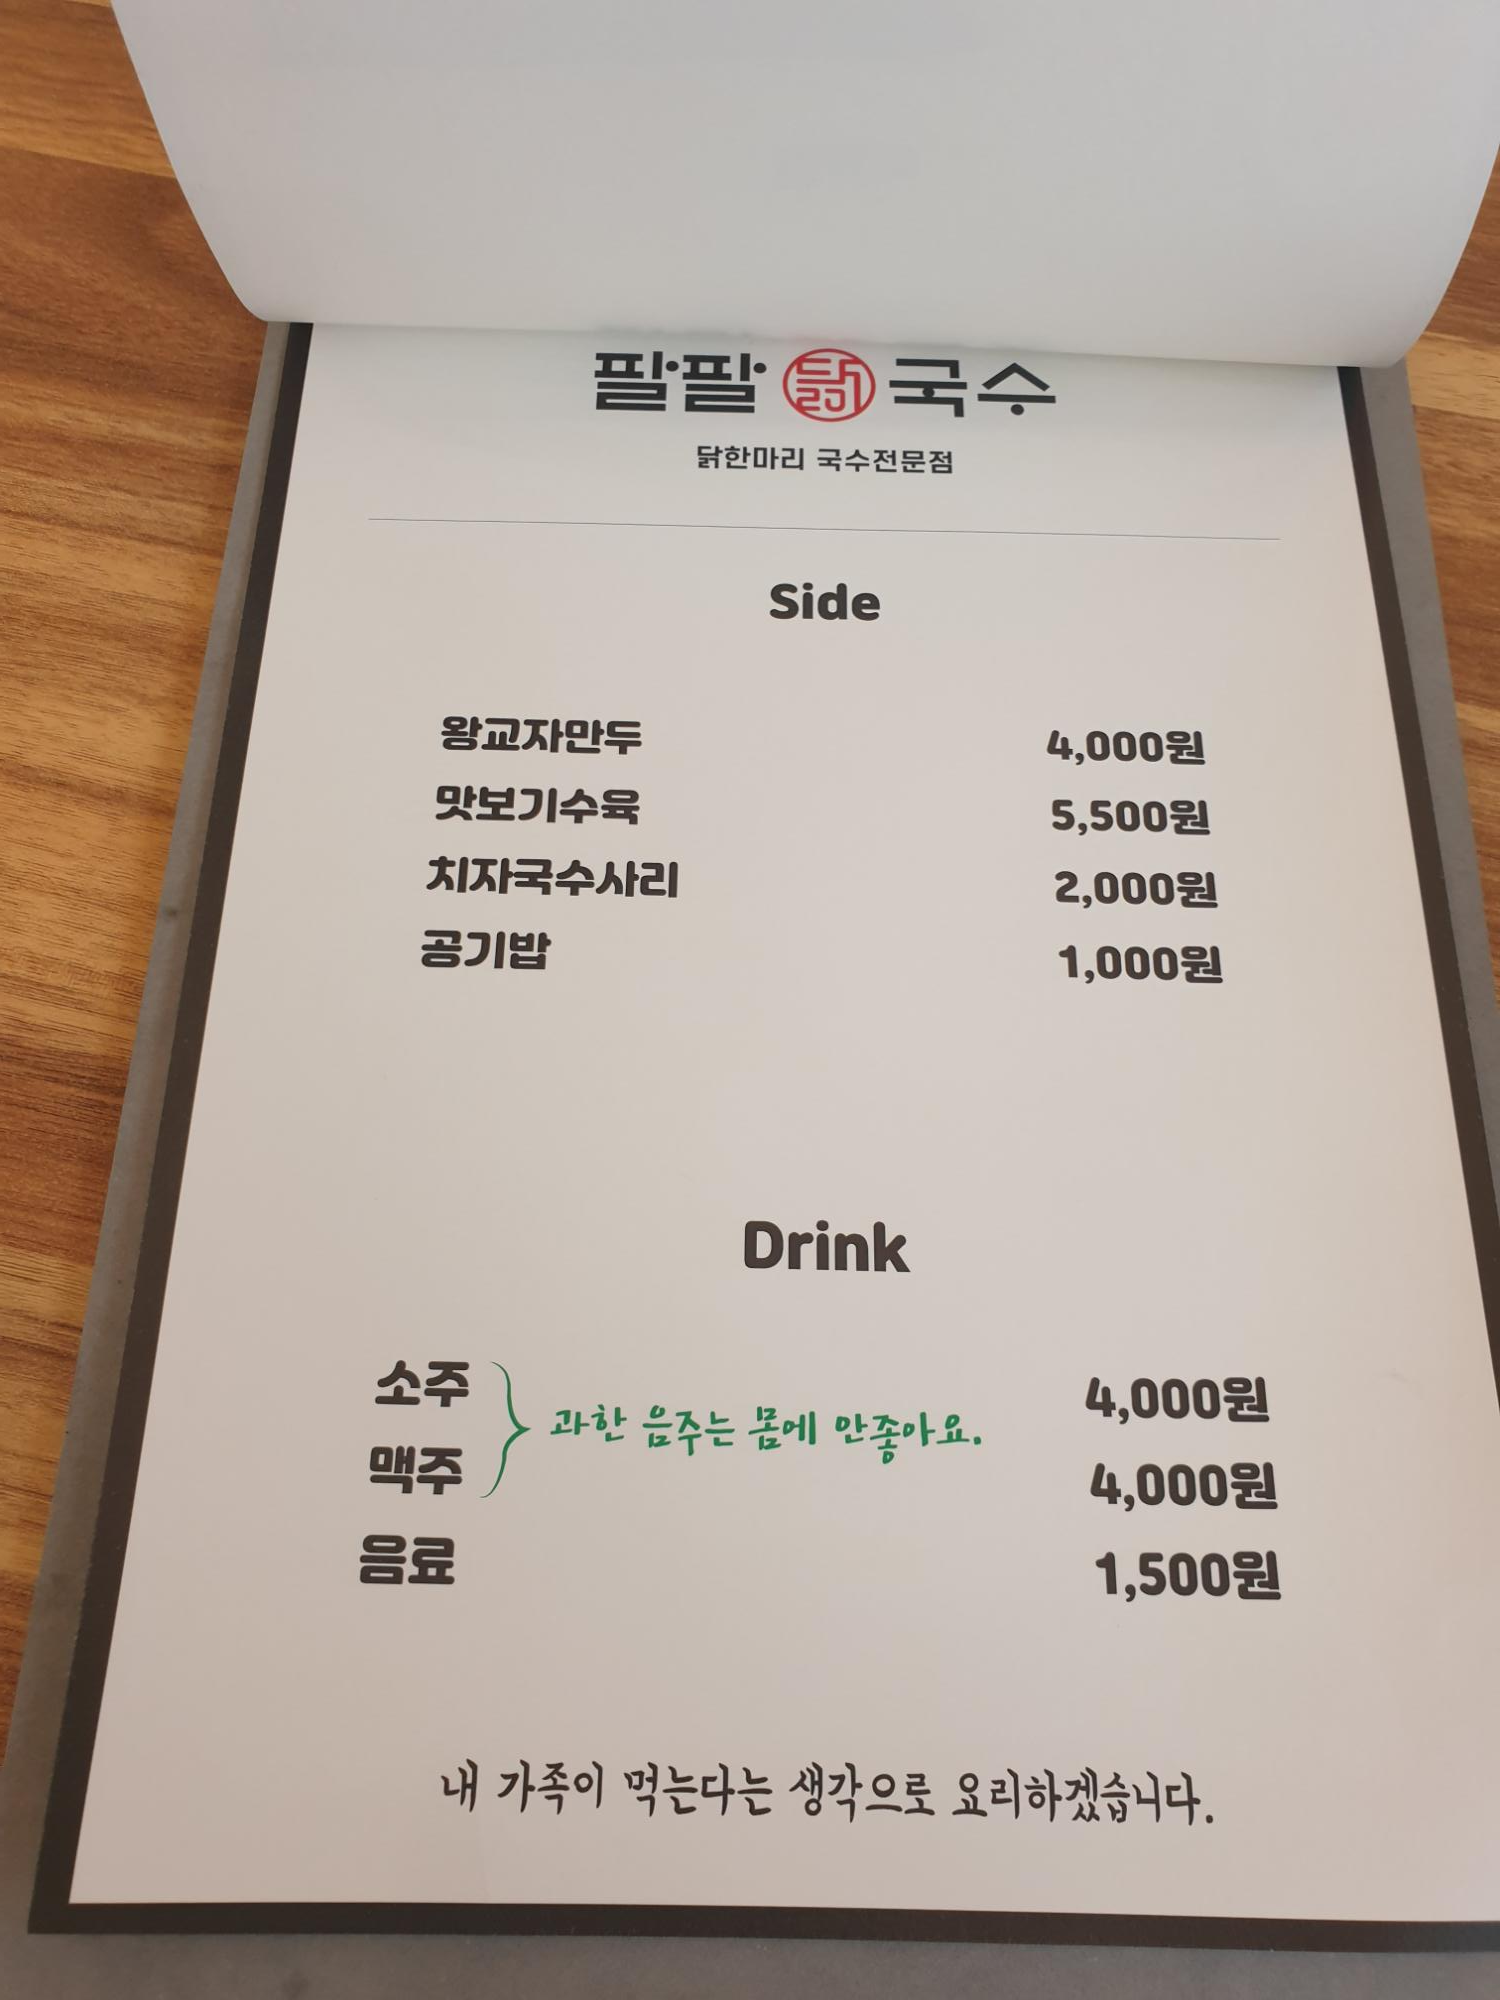 팔팔 닭 국수
닭한마리 국수전문점
Side
왕교자만두 4,000원
맛보기수육 5,500원
치자국수사리 2,000원
공기밥 1,000원
Drink
소주 4,000원
과한 음주는 몸에 안좋아요.
맥주 4,000원
음료 1,500원
내 가족이 먹는다는 생각으로 요리하겠습니다.